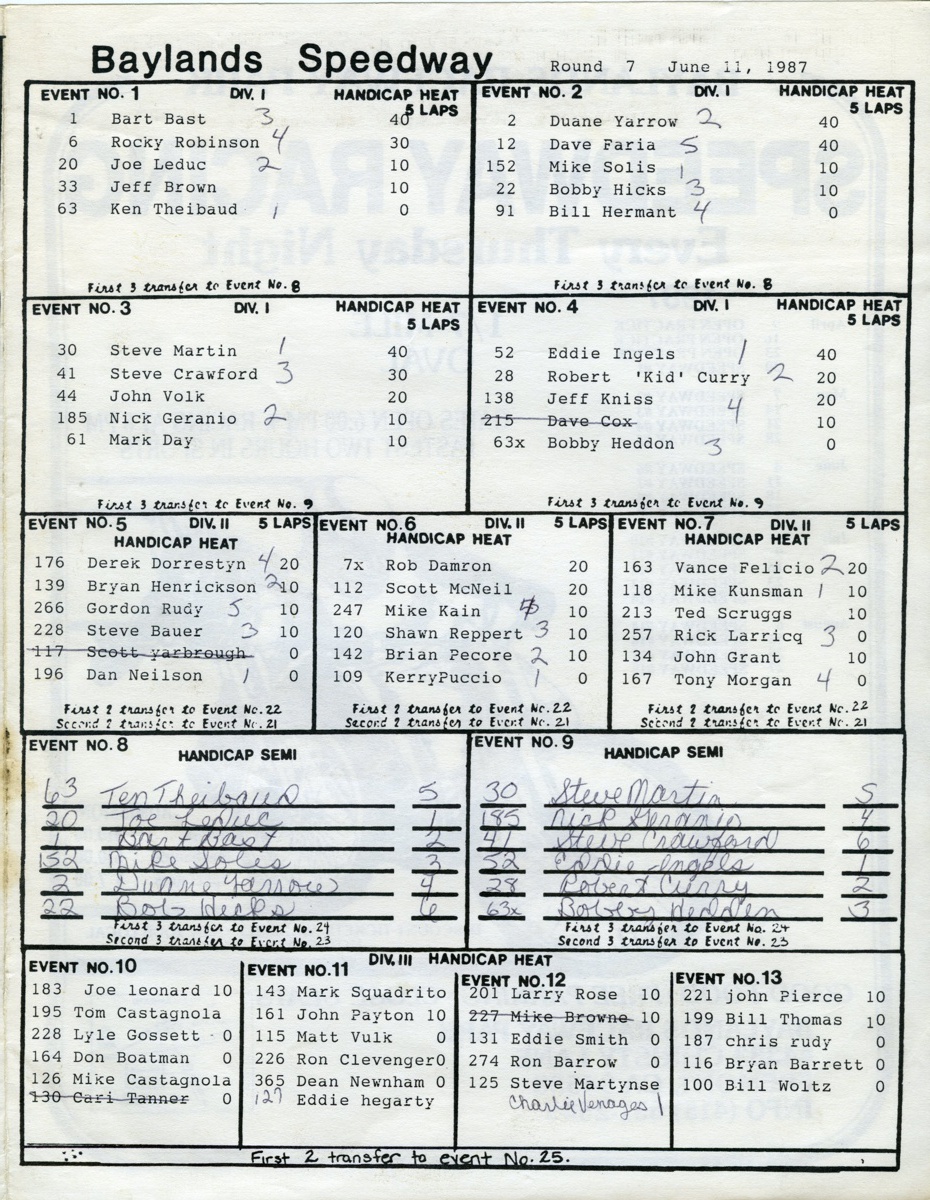 Baylands Speedway Round 7 June 11, 1987
EVENT NO. 1 DIV. I HANDICAP HEAT
5 LAPS
1 Bart Bast 3 40
6 Rocky Robinson 4 30
20 Joe Leduc 2 10
33 Jeff Brown 10
63 Ken Theibaud 1 0
First 3 transfer to Event No. 8
EVENT NO. 2 DIV. I HANDICAP HEAT
5 LAPS
2 Duane Yarrow 2 40
12 Dave Faria 5 40
152 Mike Solis 1 10
22 Bobby Hicks 3 10
91 Bill Hermant 4 0
First 3 transfer to Event No. 8
EVENT NO. 3 DIV. I HANDICAP HEAT
5 LAPS
30 Steve Martin 1 40
41 Steve Crawford 3 30
44 John Volk 20
185 Nick Geranio 2 10
61 Mark Day 10
First 3 transfer to Event No. 9
EVENT NO. 4 DIV. I HANDICAP HEAT
5 LAPS
52 Eddie Ingels 1 40
28 Robert 'Kid' Curry 2 20
138 Jeff Kniss 4 20
215 Dave Cox 10
63x Bobby Heddon 3 0
First 3 transfer to Event No. 9
EVENT NO. 5 DIV. II 5 LAPS
HANDICAP HEAT
176 Derek Dorrestyn 4 20
139 Bryan Henrickson 2 10
266 Gordon Rudy 5 10
228 Steve Bauer 3 10
117 Scott yarbrough 0
196 Dan Neilson 1 0
First 2 transfer to Event No. 22
Second 2 transfer to Event No. 21
EVENT NO. 6 DIV. II 5 LAPS
HANDICAP HEAT
7x Rob Damron 20
112 Scott McNeil 20
247 Mike Kain 10
120 Shawn Reppert 3 10
142 Brian Pecore 2 10
109 KerryPuccio 1 0
First 2 transfer to Event No. 22
Second 2 transfer to Event No. 21
EVENT NO. 7 DIV. II 5 LAPS
HANDICAP HEAT
163 Vance Felicio 2 20
118 Mike Kunsman 1 10
213 Ted Scruggs 10
257 Rick Larricq 3 0
134 John Grant 10
167 Tony Morgan 4 0
First 2 transfer to Event No. 22
Second 2 transfer to Event No. 21
EVENT NO. 8
HANDICAP SEMI
63 Ten Theibaud 5
20 Joe Leduc 1
1 Bart Bast 2
152 Mike Soles 3
2 Duane Yarrow 4
22 Bob Hicks 6
First 3 transfer to Event No. 24
Second 3 transfer to Event No. 23
EVENT NO. 9
HANDICAP SEMI
30 Steve Martin 5
185 Nick Geranio 4
41 Steve Crawford 6
52 Eddie Ingels 1
28 Robert Curry 2
63x Bobby Hedden 3
First 3 transfer to Event No. 24
Second 3 transfer to Event No. 23
DIV. III HANDICAP HEAT
EVENT NO. 10
183 Joe leonard 10
195 Tom Castagnola
228 Lyle Gossett 0
164 Don Boatman 0
126 Mike Castagnola
130 Cari Tanner 0
EVENT NO. 11
143 Mark Squadrito
161 John Payton 10
115 Matt Vulk 0
226 Ron Clevenger0
365 Dean Newnham 0
127 Eddie hegarty
EVENT NO. 12
201 Larry Rose 10
227 Mike Browne 10
131 Eddie Smith 0
274 Ron Barrow 0
125 Steve Martynse
Charlie Venages 1
EVENT NO. 13
221 john Pierce 10
199 Bill Thomas 10
187 chris rudy 0
116 Bryan Barrett 0
100 Bill Woltz 0
First 2 transfer to event No. 25.